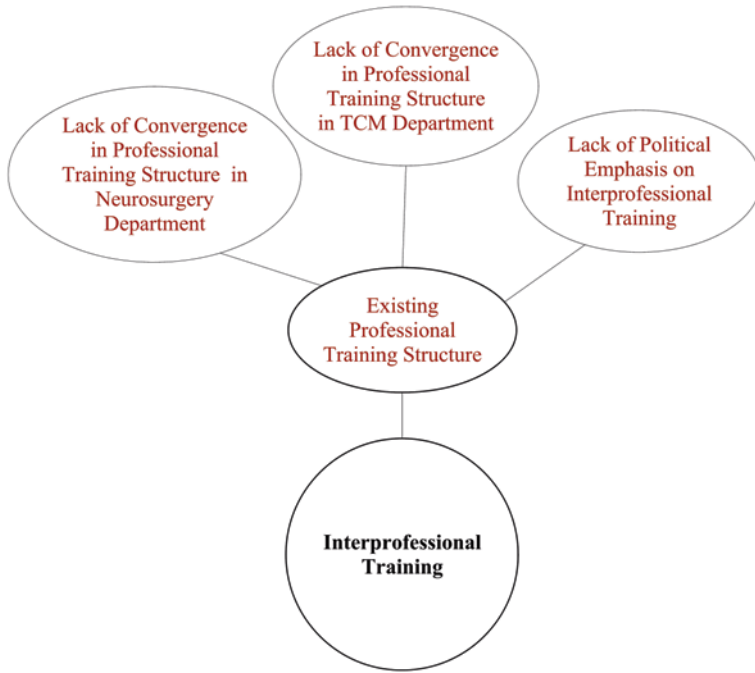 Lack of Convergence
in Professional
Training Structure in
Neurosurgery
Department
Lack of Convergence
in Professional
Training Structure
in TCM Department
Lack of Political
Emphasis on
Interprofessional
Training
Existing
Professional
Training Structure
Interprofessional
Training